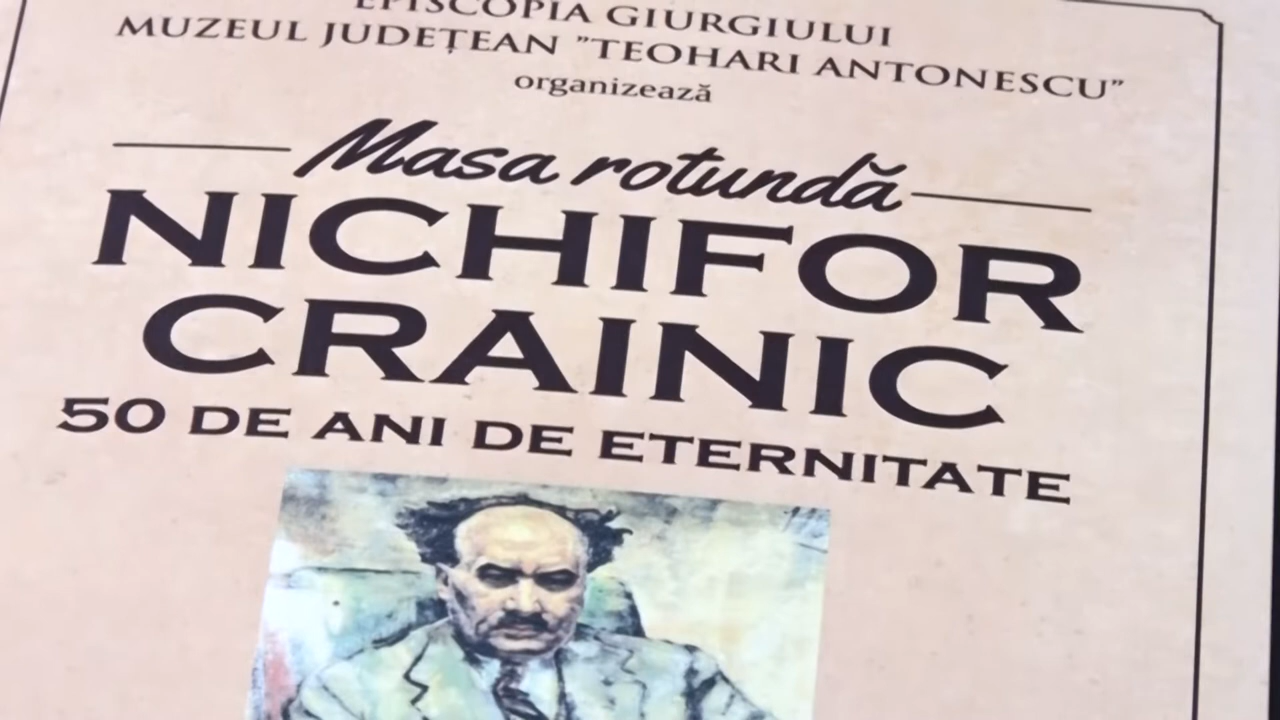 EPISCOPIA GIURGIULUI
MUZEUL JUDEȚEAN "TEOHARI ANTONESCU"
organizează
Masa rotundă
NICHIFOR
CRAINIC
50 DE ANI DE ETERNITATE